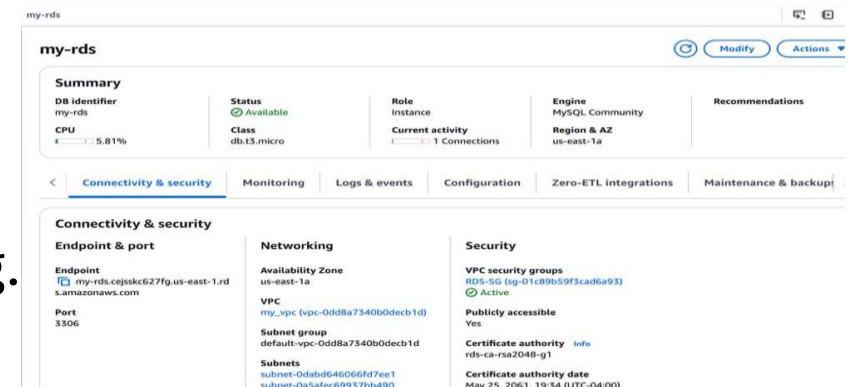 my-rds
my-rds
Modify
Actions
Summary
DB identifier
my-rds
Status
Available
Role
Instance
Engine
MySQL Community
Recommendations
CPU
5.81%
Class
db.t3.micro
Current activity
1 Connections
Region & AZ
us-east-1a
Connectivity & security
Monitoring
Logs & events
Configuration
Zero-ETL integrations
Maintenance & backups
Connectivity & security
Endpoint & port
Endpoint
my-rds.cejsskc627fg.us-east-1.rd
s.amazonaws.com
Port
3306
Networking
Availability Zone
us-east-1a
VPC
my_vpc (vpc-0dd8a7340b0decb1d)
Subnet group
default-vpc-0dd8a7340b0decb1d
Subnets
subnet-0dabd646066fd7ee1
subnet-0a5afec69937bb490
Security
VPC security groups
RDS-SG (sg-01c89b59f3cad6a93)
Active
Publicly accessible
Yes
Certificate authority Info
rds-ca-rsa2048-g1
Certificate authority date
May 25, 2061, 19:34 (UTC-04:00)